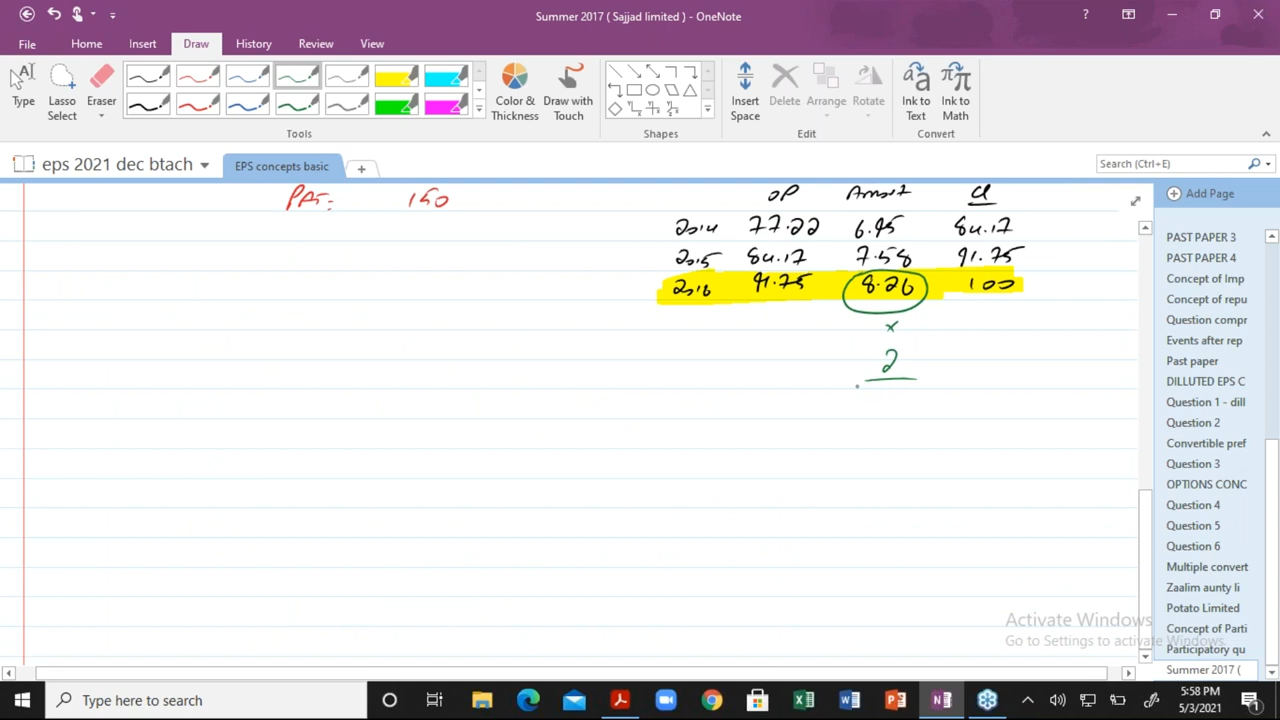 Summer 2017 ( Sajjad limited ) - OneNote
File Home Insert Draw History Review View
Type Lasso Select Eraser Color & Thickness Draw with Touch Insert Space Delete Arrange Rotate Ink to Text Ink to Math
Tools Shapes Edit Convert
eps 2021 dec btach EPS concepts basic Search (Ctrl+E)
Add Page
PAT: 150
OP Amort Cl
2014 77.22 6.95 84.17
2015 84.17 7.58 91.75
2016 91.75 8.26 100
x
2
PAST PAPER 3
PAST PAPER 4
Concept of Imp
Concept of repu
Question compr
Events after rep
Past paper
DILLUTED EPS C
Question 1 - dill
Question 2
Convertible pref
Question 3
OPTIONS CONC
Question 4
Question 5
Question 6
Multiple convert
Zaalim aunty li
Potato Limited
Concept of Parti
Participatory qu
Summer 2017 (
Activate Windows
Go to Settings to activate Windows.
Type here to search
5:58 PM
5/3/2021